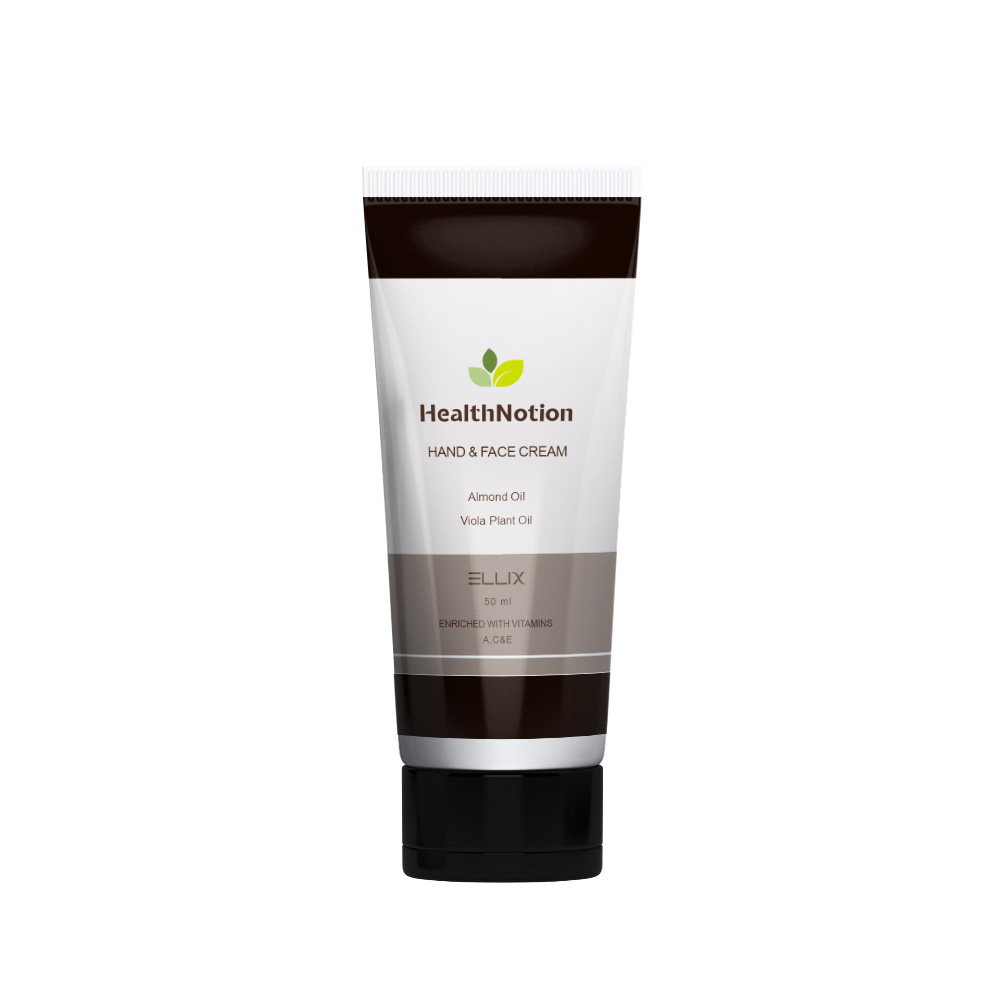 HealthNotion
HAND & FACE CREAM
Almond Oil
Viola Plant Oil
ELLIX
50 ml
ENRICHED WITH VITAMINS
A,C&E